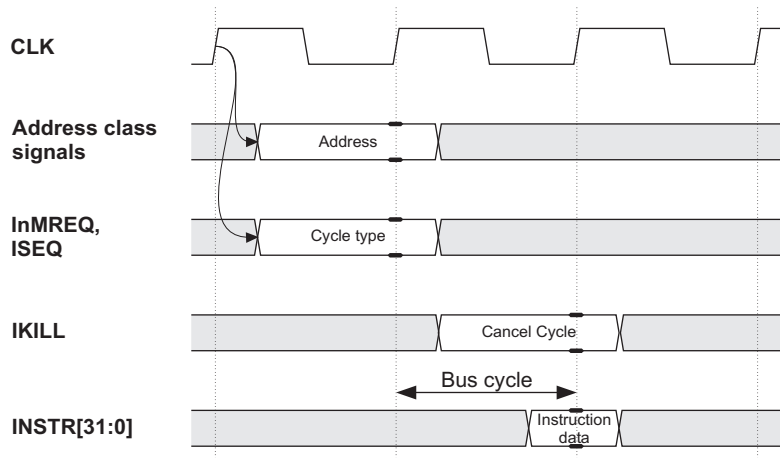 CLK
Address class
signals
Address
InMREQ,
ISEQ
Cycle type
IKILL
Cancel Cycle
Bus cycle
INSTR[31:0]
Instruction
data